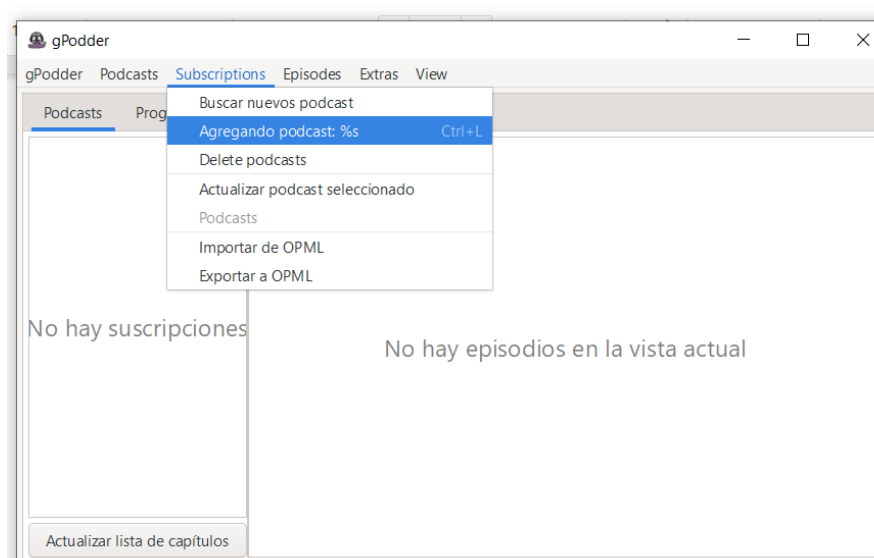 gPodder
gPodder Podcasts Subscriptions Episodes Extras View
Podcasts Prog
Buscar nuevos podcast
Agregando podcast: %s Ctrl+L
Delete podcasts
Actualizar podcast seleccionado
Podcasts
Importar de OPML
Exportar a OPML
No hay suscripciones
No hay episodios en la vista actual
Actualizar lista de capítulos